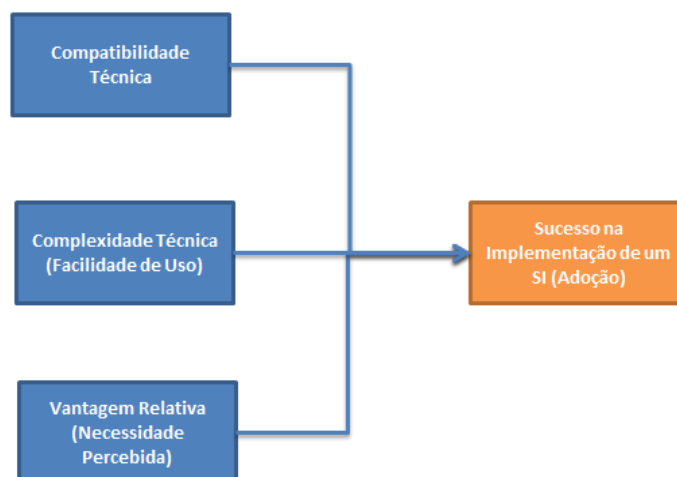 Compatibilidade
Técnica
Complexidade Técnica
(Facilidade de Uso)
Sucesso na
Implementação de um
SI (Adoção)
Vantagem Relativa
(Necessidade
Percebida)